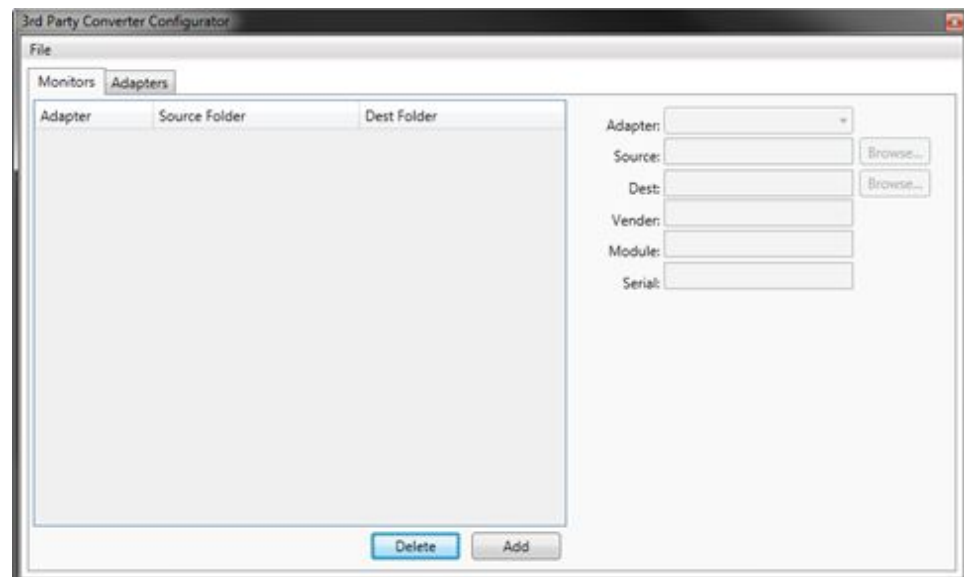 3rd Party Converter Configurator
File
Monitors Adapters
Adapter Source Folder Dest Folder
Adapter:
Source: Browse...
Dest: Browse...
Vender:
Module:
Serial:
Delete Add